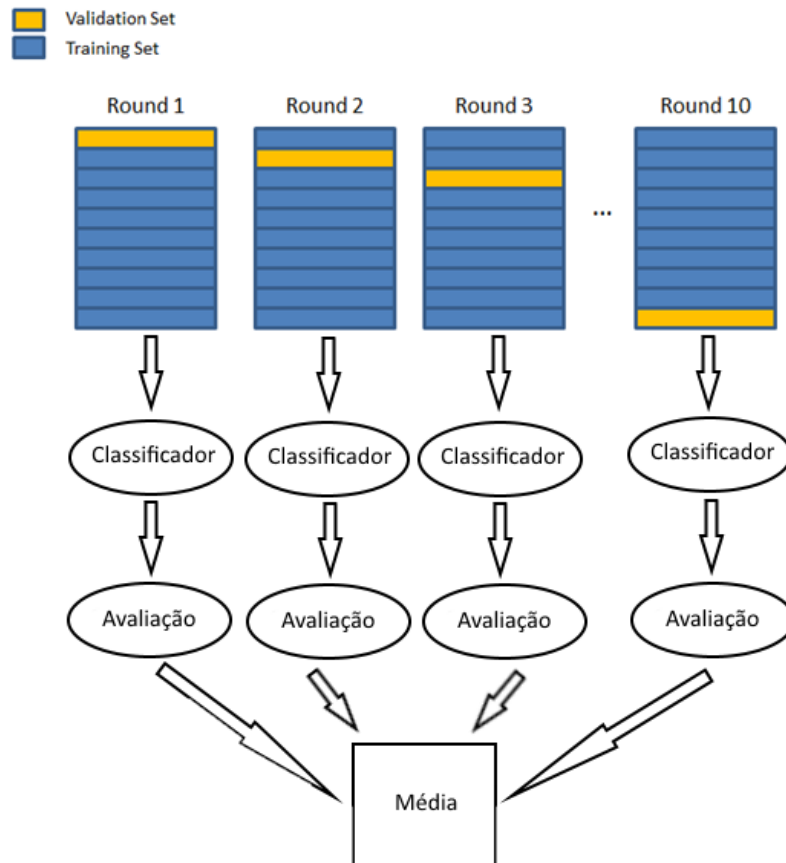 Validation Set
Training Set
Round 1
Round 2
Round 3
Round 10
...
Classificador
Classificador
Classificador
Classificador
Avaliação
Avaliação
Avaliação
Avaliação
Média